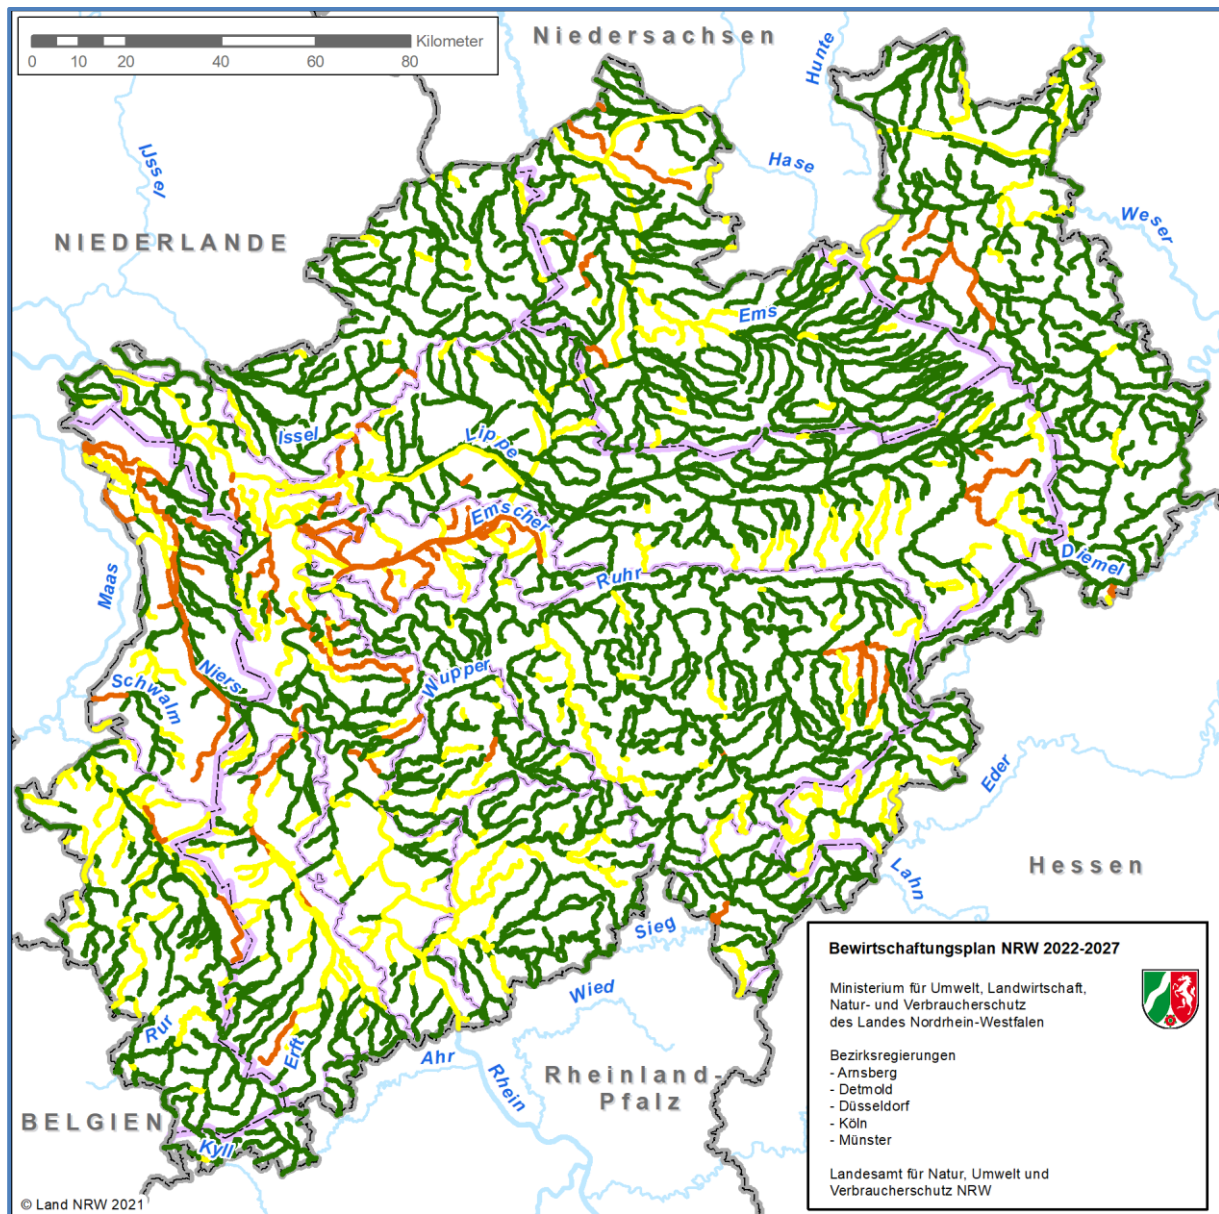 Niedersachsen
Kilometer
0 10 20 40 60 80
Hunte
IJssel
Hase
Weser
NIEDERLANDE
Ems
Issel
Lippe
Emscher
Maas
Ruhr
Diemel
Niers
Schwalm
Wupper
Eder
Hessen
Lahn
Sieg
Wied
Rur
Erft
Ahr
Rhein
Rheinland-
Pfalz
BELGIEN
Kyll
Bewirtschaftungsplan NRW 2022-2027
Ministerium für Umwelt, Landwirtschaft,
Natur- und Verbraucherschutz
des Landes Nordrhein-Westfalen
Bezirksregierungen
- Arnsberg
- Detmold
- Düsseldorf
- Köln
- Münster
Landesamt für Natur, Umwelt und
Verbraucherschutz NRW
© Land NRW 2021